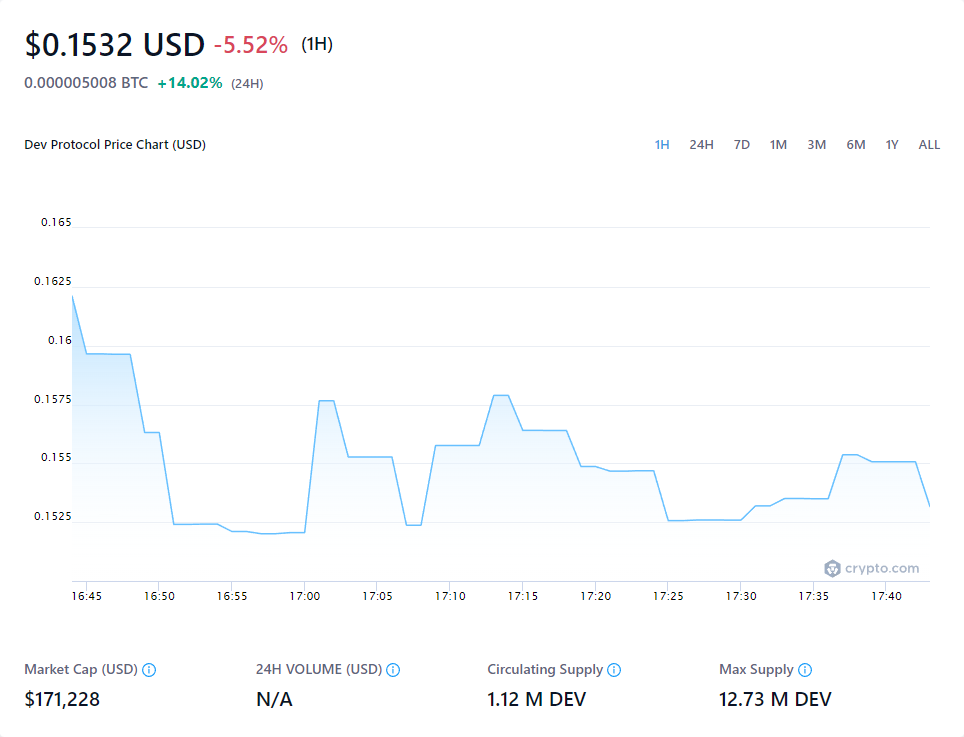 $0.1532 USD -5.52% (1H)
0.000005008 BTC +14.02% (24H)
Dev Protocol Price Chart (USD) 1H 24H 7D 1M 3M 6M 1Y ALL
0.165
0.1625
0.16
0.1575
0.155
0.1525
crypto.com
16:45 16:50 16:55 17:00 17:05 17:10 17:15 17:20 17:25 17:30 17:35 17:40
Market Cap (USD) 24H VOLUME (USD) Circulating Supply Max Supply
$171,228 N/A 1.12 M DEV 12.73 M DEV